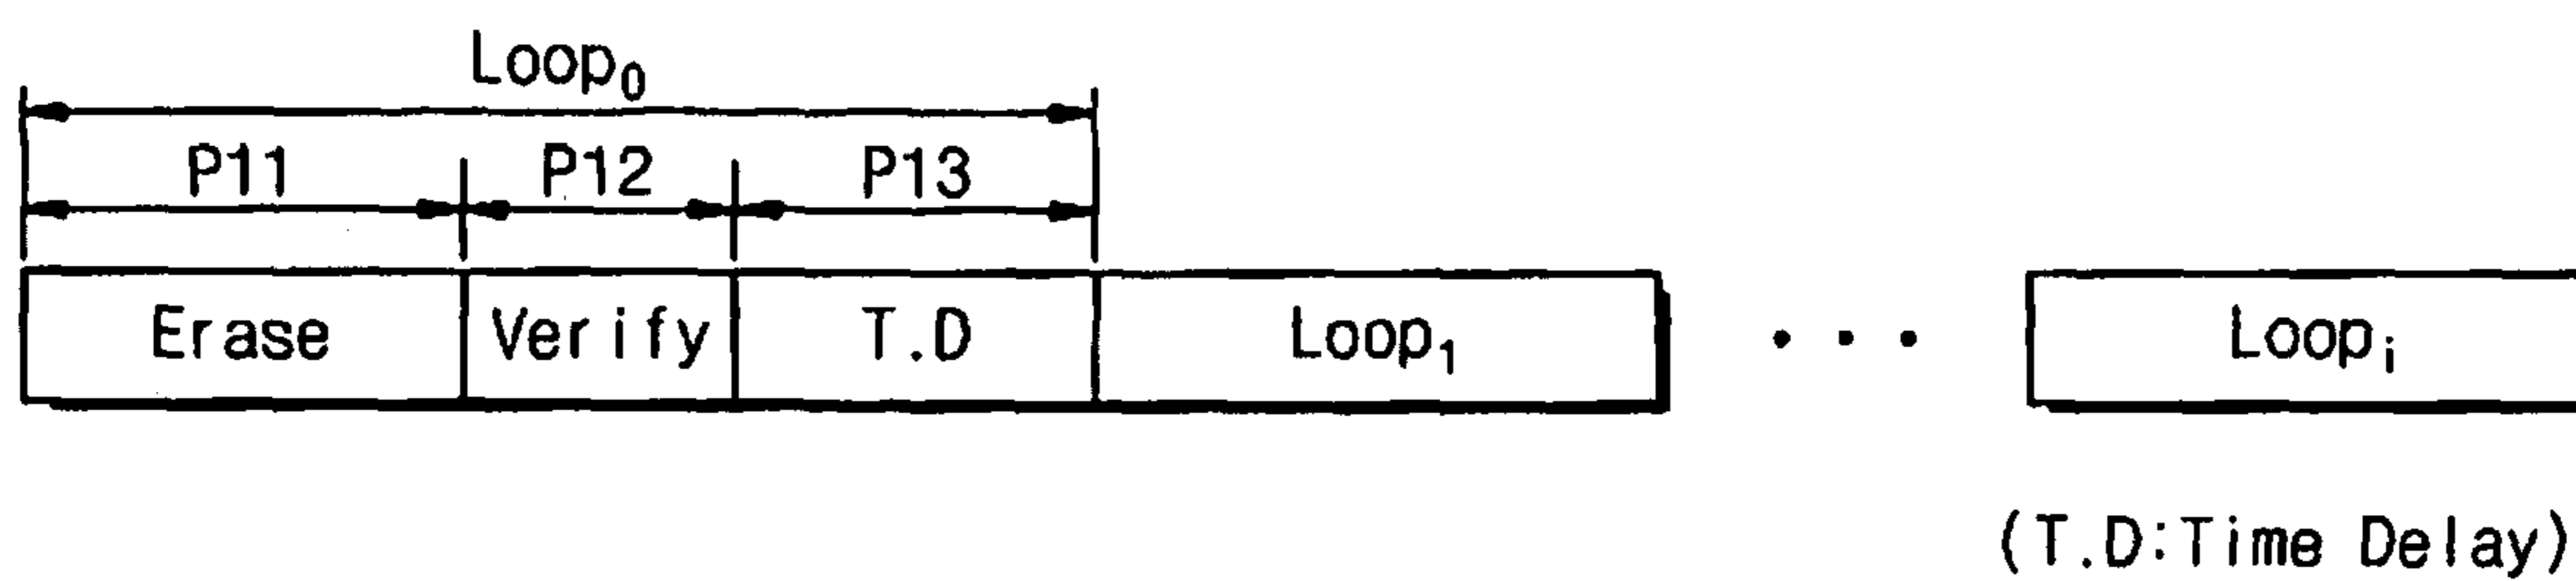 Loop₀
P11 P12 P13
Erase Verify T.D Loop₁ • • • Loopᵢ
(T.D:Time Delay)